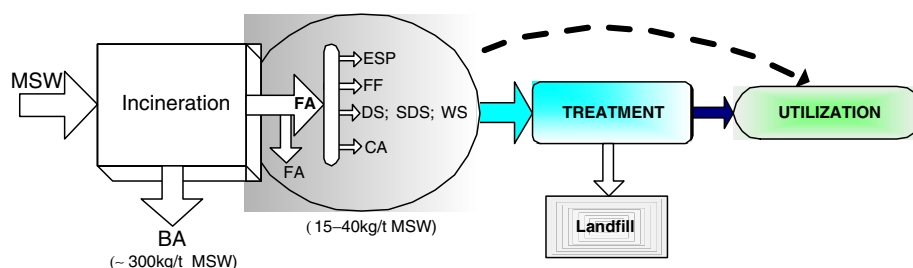 MSW
Incineration
FA
FA
ESP
FF
DS; SDS; WS
CA
TREATMENT
UTILIZATION
BA
(~ 300kg/t MSW)
(15–40kg/t MSW)
Landfill